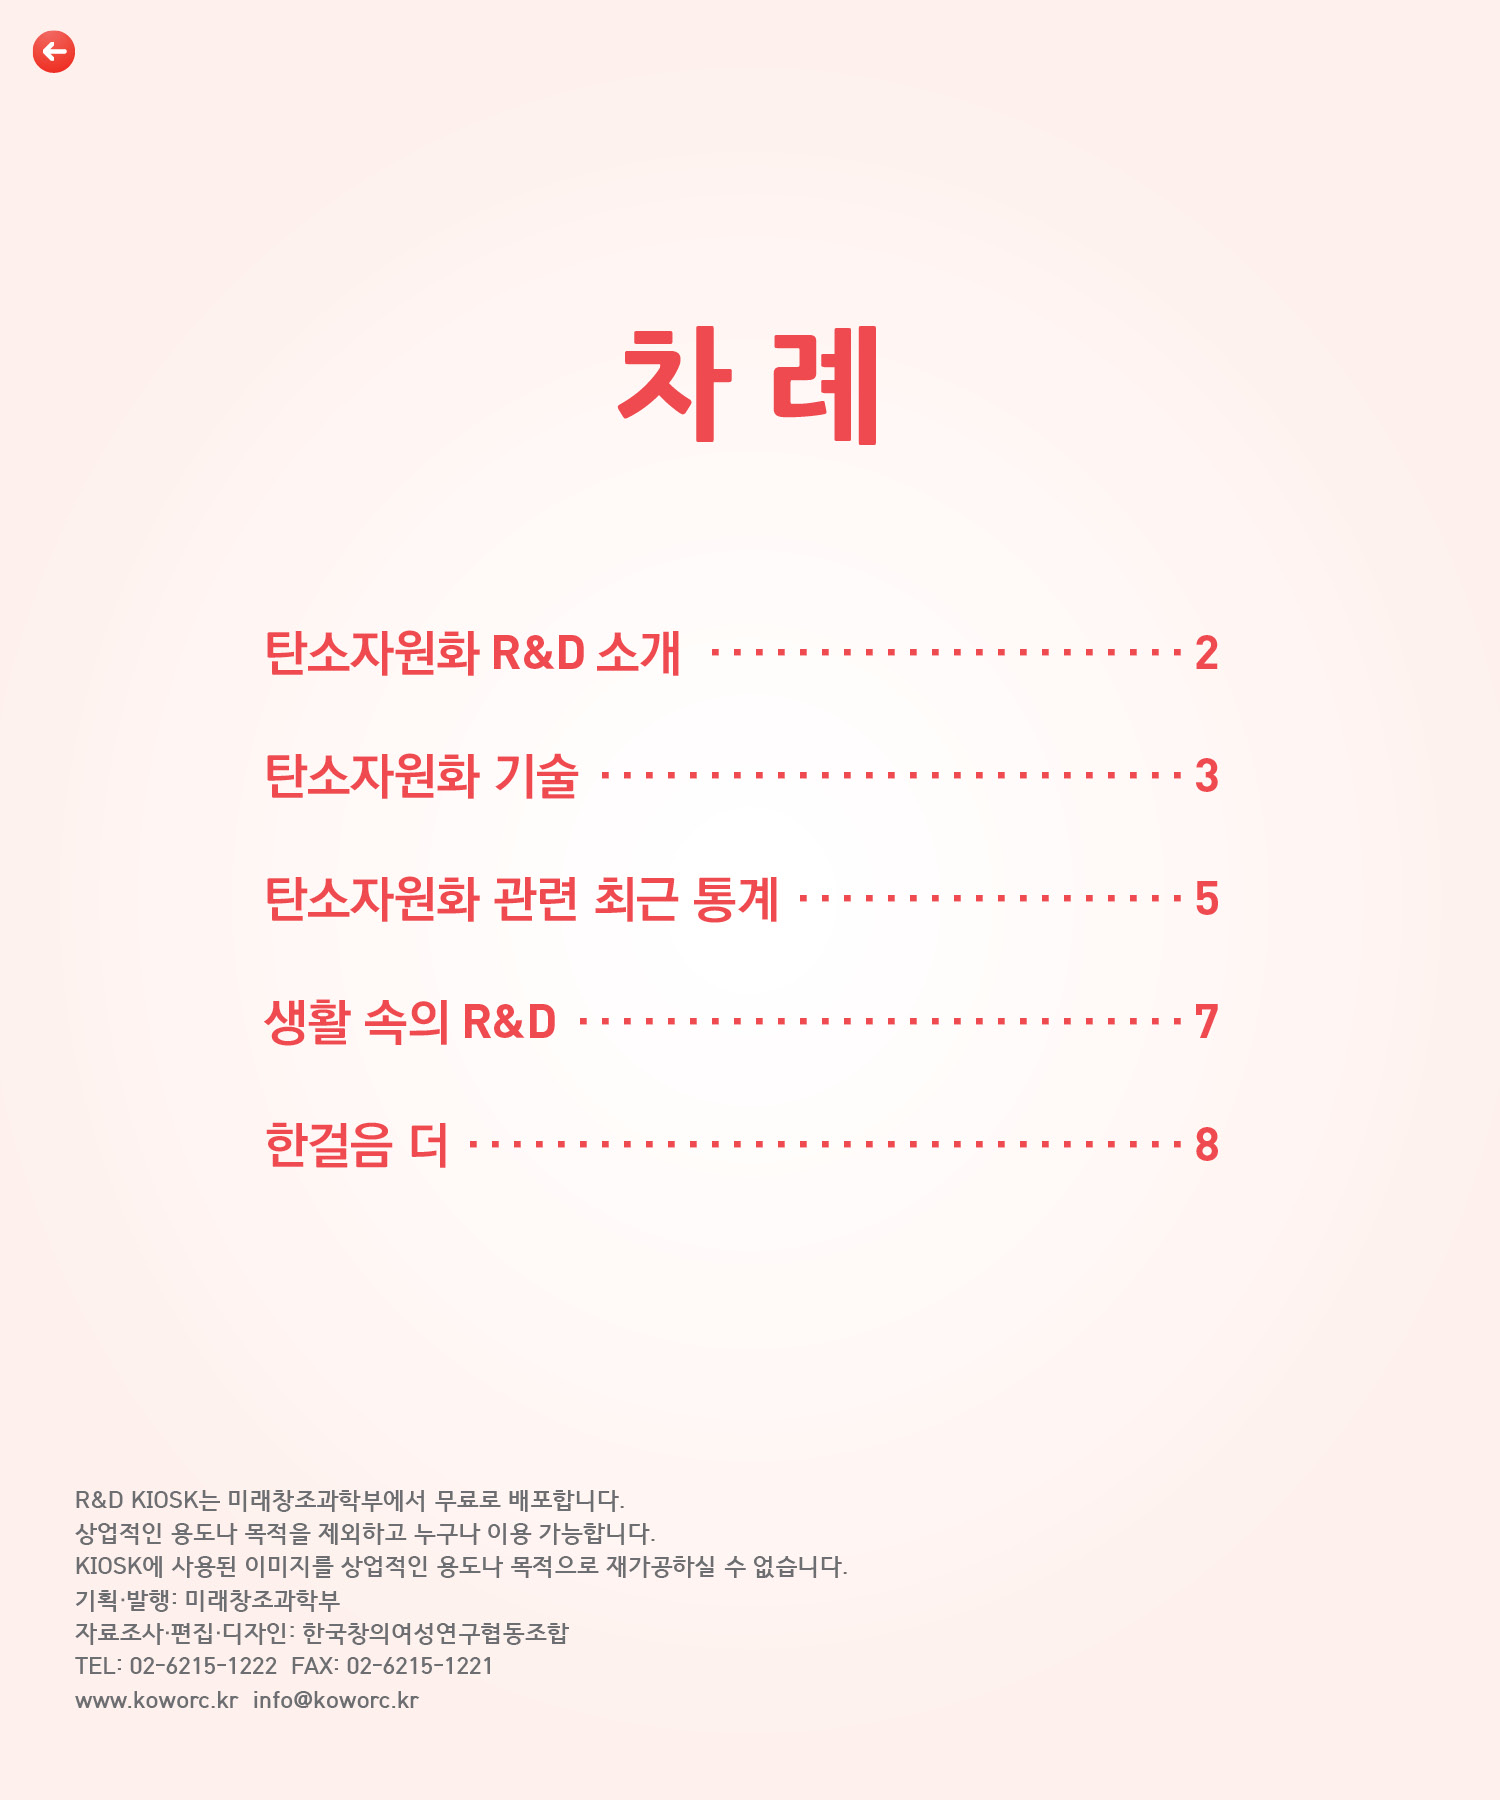 차 례
탄소자원화 R&D 소개 ······················ 2
탄소자원화 기술 ··························· 3
탄소자원화 관련 최근 통계 ·················· 5
생활 속의 R&D ···························· 7
한걸음 더 ································· 8
R&D KIOSK는 미래창조과학부에서 무료로 배포합니다.
상업적인 용도나 목적을 제외하고 누구나 이용 가능합니다.
KIOSK에 사용된 이미지를 상업적인 용도나 목적으로 재가공하실 수 없습니다.
기획·발행: 미래창조과학부
자료조사·편집·디자인: 한국창의여성연구협동조합
TEL: 02-6215-1222 FAX: 02-6215-1221
www.koworc.kr info@koworc.kr